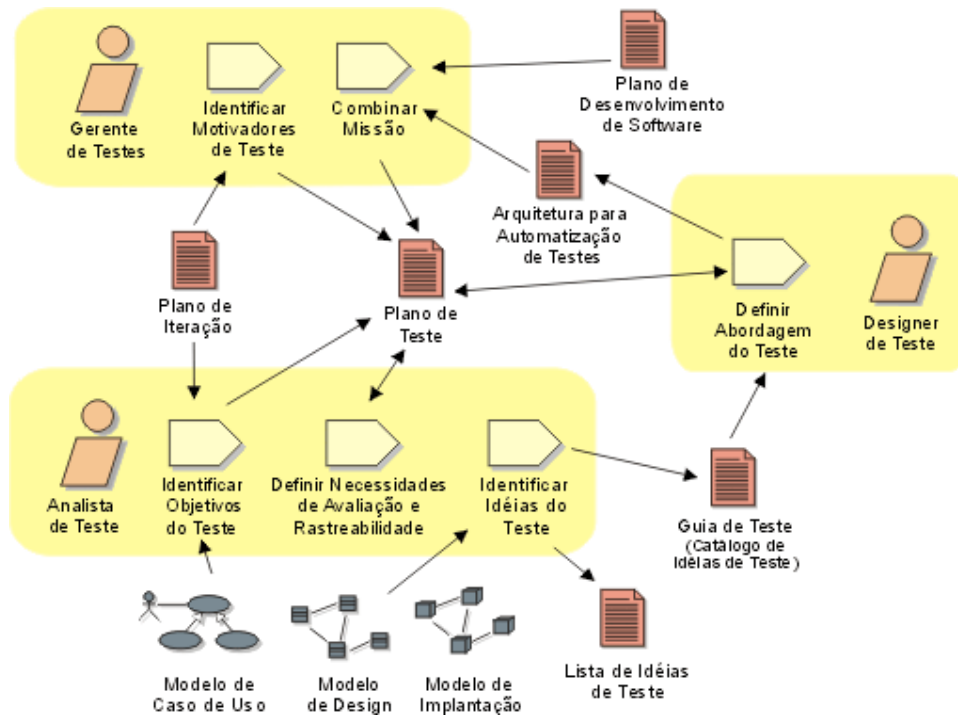 Gerente
de Testes
Identificar
Motivadores
de Teste
Combinar
Missão
Plano de
Desenvolvimento
de Software
Arquitetura para
Automatização
de Testes
Plano de
Iteração
Plano de
Teste
Definir
Abordagem
do Teste
Designer
de Teste
Analista
de Teste
Identificar
Objetivos
do Teste
Definir Necessidades
de Avaliação e
Rastreabilidade
Identificar
Idéias do
Teste
Guia de Teste
(Catálogo de
Idéias de Teste)
Modelo de
Caso de Uso
Modelo
de Design
Modelo de
Implantação
Lista de Idéias
de Teste